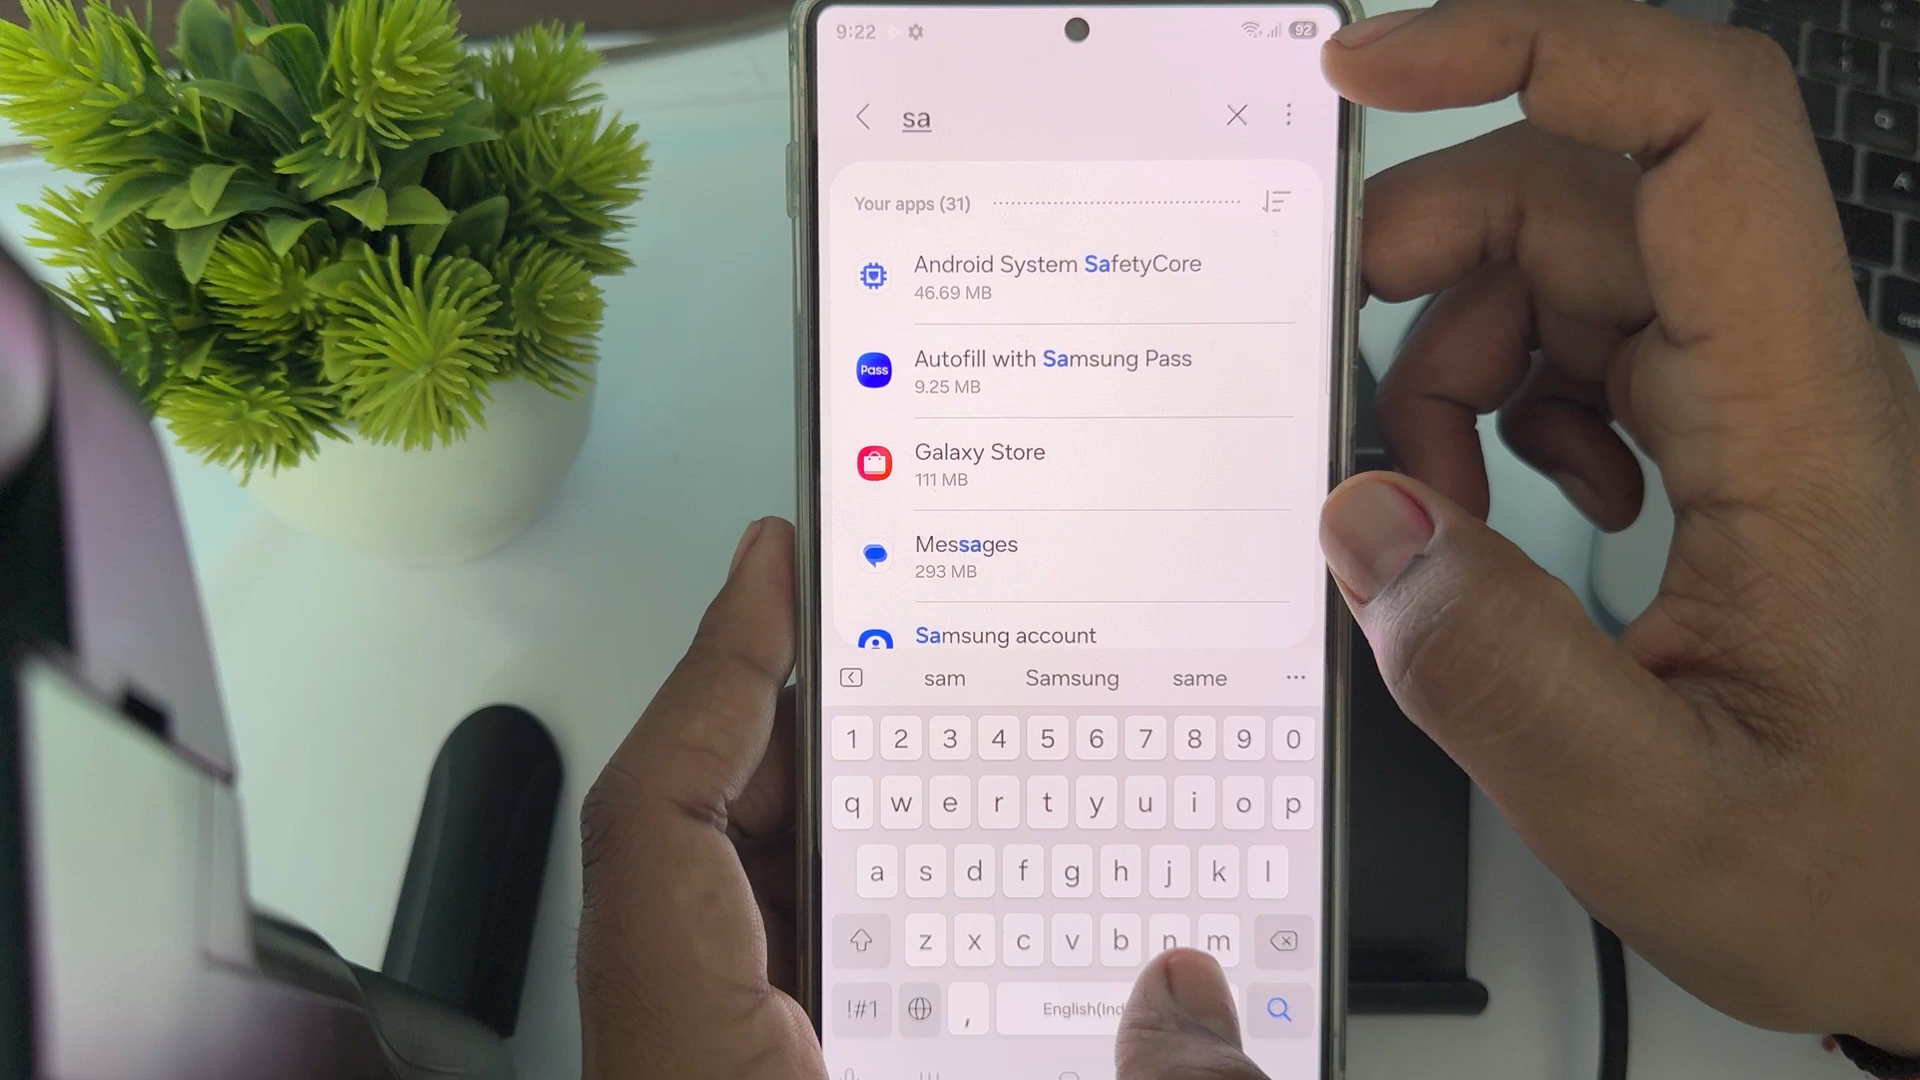 9:22
92
sa
Your apps (31)
Android System SafetyCore
46.69 MB
Pass
Autofill with Samsung Pass
9.25 MB
Galaxy Store
111 MB
Messages
293 MB
Samsung account
sam Samsung same
1 2 3 4 5 6 7 8 9 0
q w e r t y u i o p
a s d f g h j k l
z x c v b n m
!#1 , English(Ind